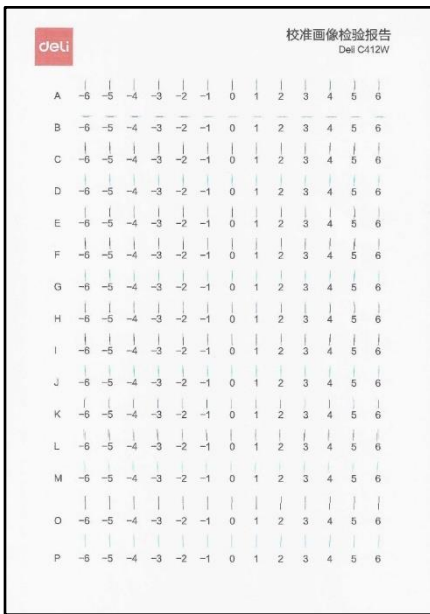 deli
校准画像检验报告
Deli C412W
A -6 -5 -4 -3 -2 -1 0 1 2 3 4 5 6
B -6 -5 -4 -3 -2 -1 0 1 2 3 4 5 6
C -6 -5 -4 -3 -2 -1 0 1 2 3 4 5 6
D -6 -5 -4 -3 -2 -1 0 1 2 3 4 5 6
E -6 -5 -4 -3 -2 -1 0 1 2 3 4 5 6
F -6 -5 -4 -3 -2 -1 0 1 2 3 4 5 6
G -6 -5 -4 -3 -2 -1 0 1 2 3 4 5 6
H -6 -5 -4 -3 -2 -1 0 1 2 3 4 5 6
I -6 -5 -4 -3 -2 -1 0 1 2 3 4 5 6
J -6 -5 -4 -3 -2 -1 0 1 2 3 4 5 6
K -6 -5 -4 -3 -2 -1 0 1 2 3 4 5 6
L -6 -5 -4 -3 -2 -1 0 1 2 3 4 5 6
M -6 -5 -4 -3 -2 -1 0 1 2 3 4 5 6
O -6 -5 -4 -3 -2 -1 0 1 2 3 4 5 6
P -6 -5 -4 -3 -2 -1 0 1 2 3 4 5 6